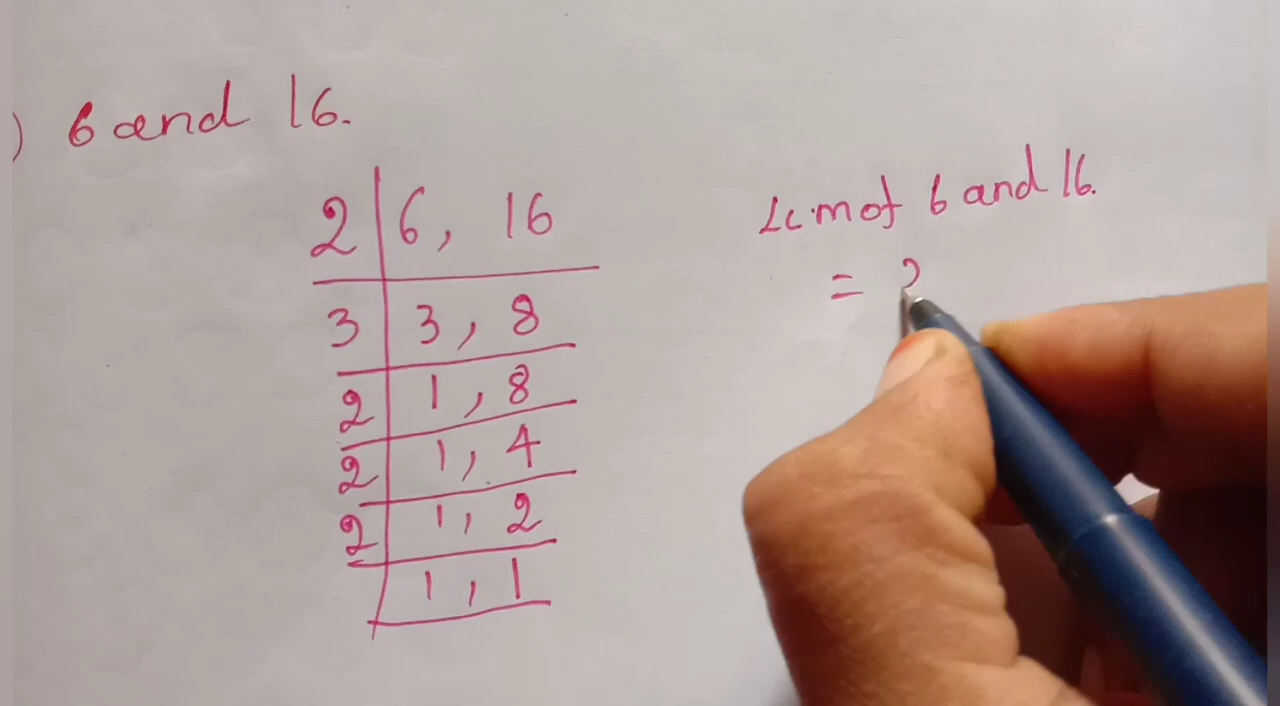 ) 6 and 16.
2 6, 16
3 3, 8
2 1, 8
2 1, 4
2 1, 2
1, 1
Lcm of 6 and 16.
= 2